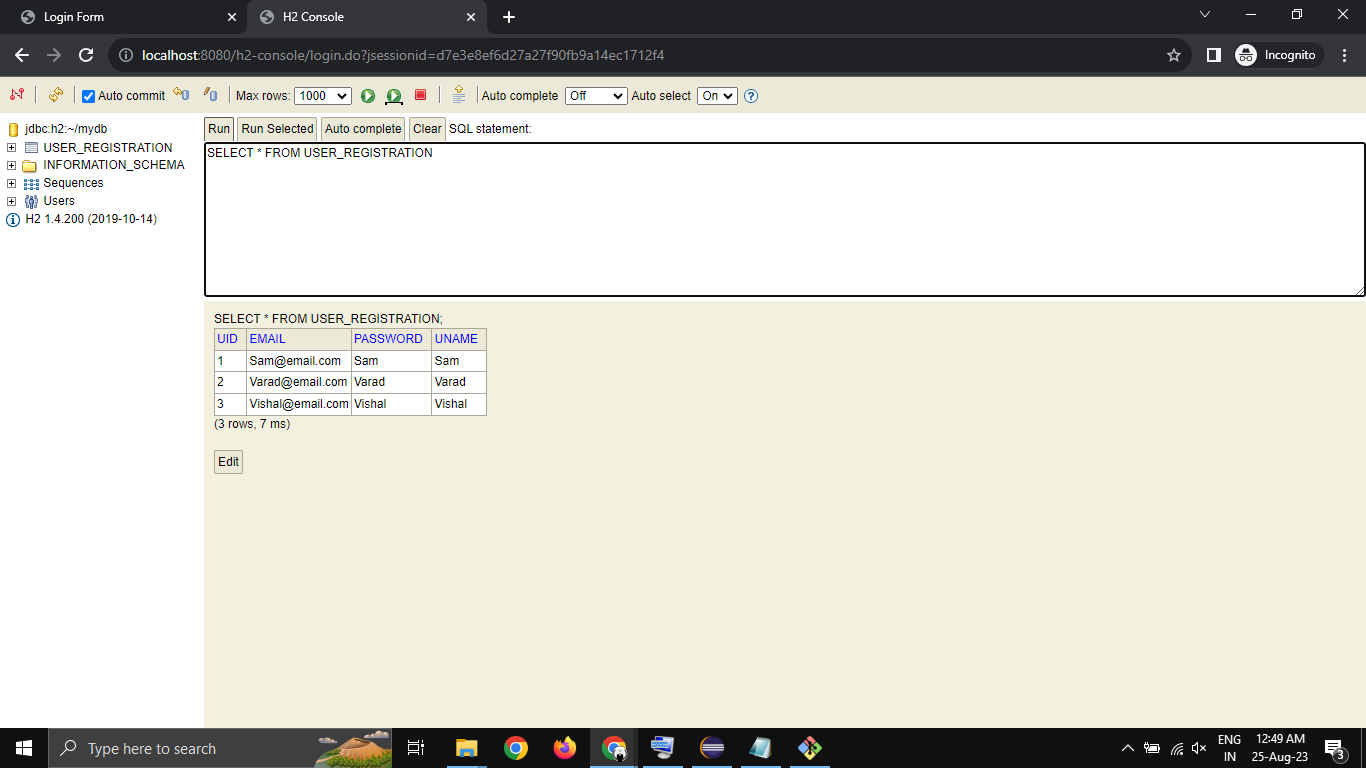 Login Form
H2 Console
localhost:8080/h2-console/login.do?jsessionid=d7e3e8ef6d27a27f90fb9a14ec1712f4
Incognito
Auto commit
Max rows: 1000
Auto complete Off
Auto select On
?
jdbc:h2:~/mydb
USER_REGISTRATION
INFORMATION_SCHEMA
Sequences
Users
H2 1.4.200 (2019-10-14)
Run Run Selected Auto complete Clear SQL statement:
SELECT * FROM USER_REGISTRATION
SELECT * FROM USER_REGISTRATION;
UID EMAIL PASSWORD UNAME
1 Sam@email.com Sam Sam
2 Varad@email.com Varad Varad
3 Vishal@email.com Vishal Vishal
(3 rows, 7 ms)
Edit
Type here to search
ENG
IN
12:49 AM
25-Aug-23
3